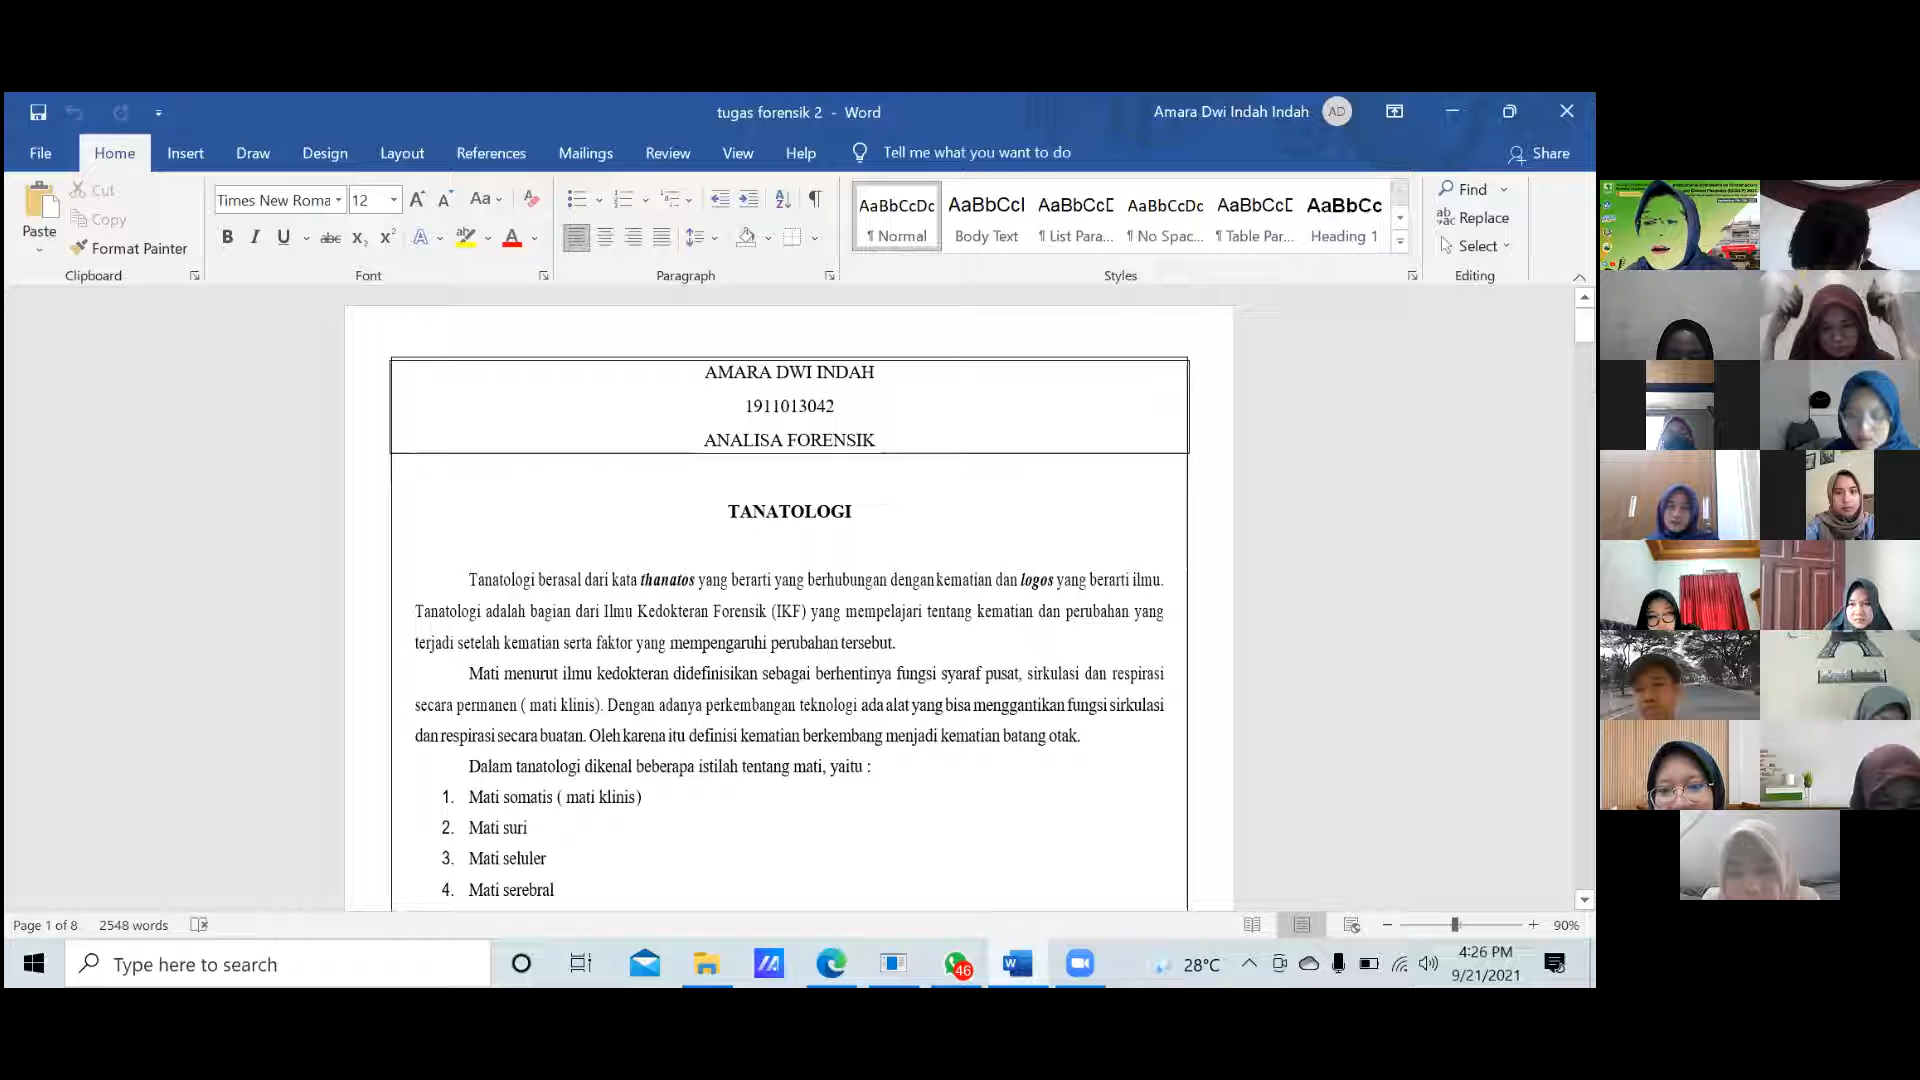 tugas forensik 2 - Word
Amara Dwi Indah Indah
AD
File Home Insert Draw Design Layout References Mailings Review View Help Tell me what you want to do
Share
Paste
Cut
Copy
Format Painter
Clipboard
Times New Roma
12
Font
Paragraph
AaBbCcDc AaBbCcI AaBbCcD AaBbCcDc AaBbCcD AaBbCc
¶ Normal Body Text ¶ List Para... ¶ No Spac... ¶ Table Par... Heading 1
Styles
Find
Replace
Select
Editing
AMARA DWI INDAH
1911013042
ANALISA FORENSIK
TANATOLOGI
Tanatologi berasal dari kata thanatos yang berarti yang berhubungan dengan kematian dan logos yang berarti ilmu.
Tanatologi adalah bagian dari Ilmu Kedokteran Forensik (IKF) yang mempelajari tentang kematian dan perubahan yang
terjadi setelah kematian serta faktor yang mempengaruhi perubahan tersebut.
Mati menurut ilmu kedokteran didefinisikan sebagai berhentinya fungsi syaraf pusat, sirkulasi dan respirasi
secara permanen ( mati klinis). Dengan adanya perkembangan teknologi ada alat yang bisa menggantikan fungsi sirkulasi
dan respirasi secara buatan. Oleh karena itu definisi kematian berkembang menjadi kematian batang otak.
Dalam tanatologi dikenal beberapa istilah tentang mati, yaitu :
1. Mati somatis ( mati klinis)
2. Mati suri
3. Mati seluler
4. Mati serebral
Page 1 of 8 2548 words
90%
Type here to search
46
28°C
4:26 PM
9/21/2021